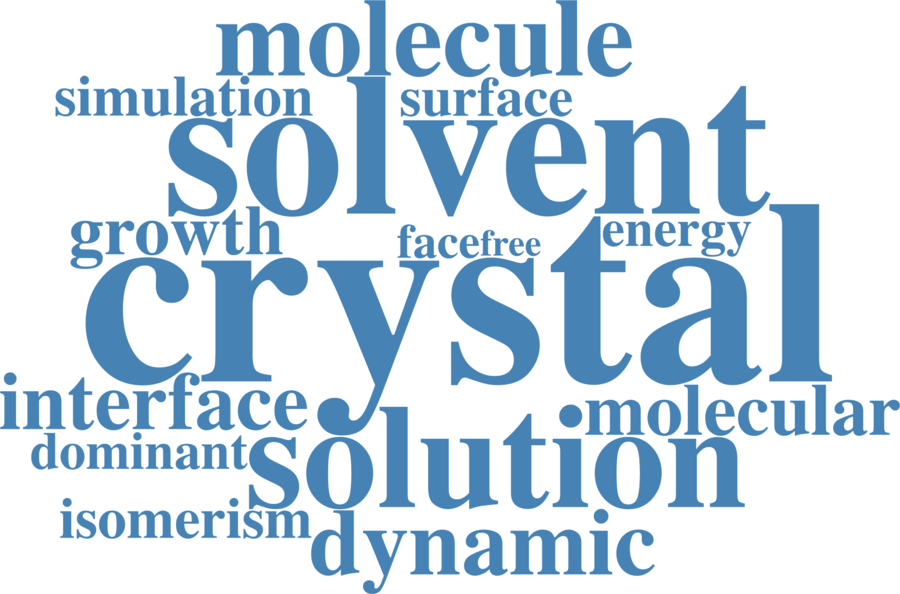 molecule
simulation surface
solvent
growth face free energy
crystal
interface molecular
dominant solution
isomerism dynamic